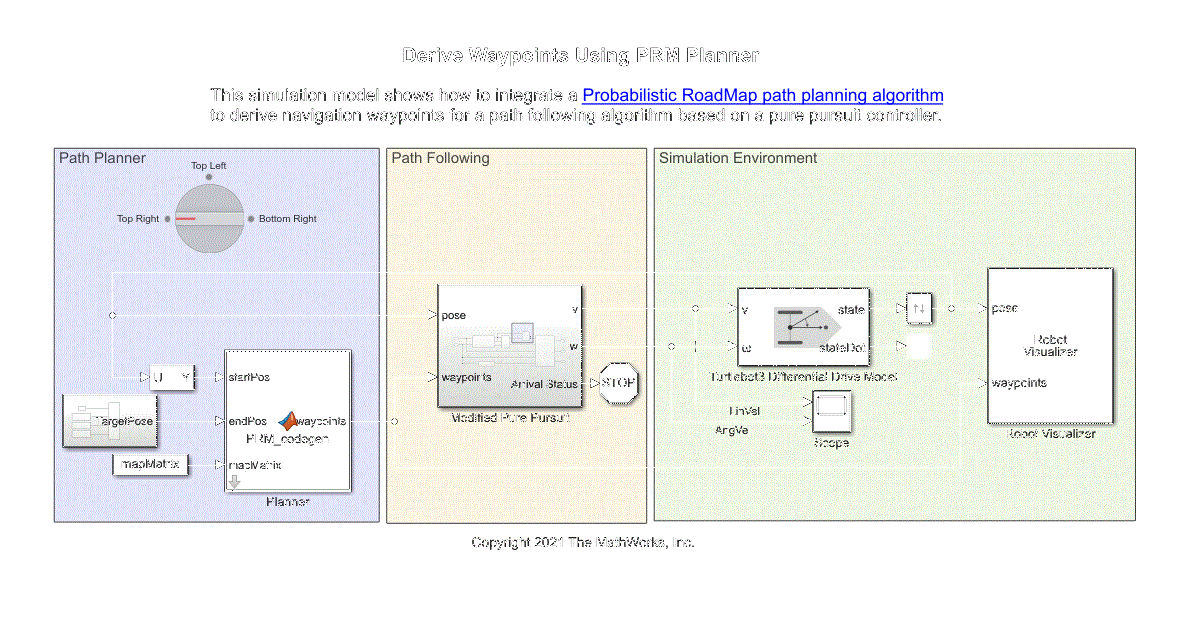 Derive Waypoints Using PRM Planner
This simulation model shows how to integrate a Probabilistic RoadMap path planning algorithm
to derive navigation waypoints for a path following algorithm based on a pure pursuit controller.
Path Planner
Top Left
Top Right
Bottom Right
U Y
startPos
TargetPose
endPos
waypoints
PRM_codegen
mapMatrix
mapMatrix
Planner
Path Following
pose
v
w
waypoints
Arrival Status
STOP
Modified Pure Pursuit
Simulation Environment
v
state
ω
stateDot
Turtlebot3 Differential Drive Model
LinVel
AngVe
Scope
pose
Robot
Visualizer
waypoints
Robot Visualizer
Copyright 2021 The MathWorks, Inc.